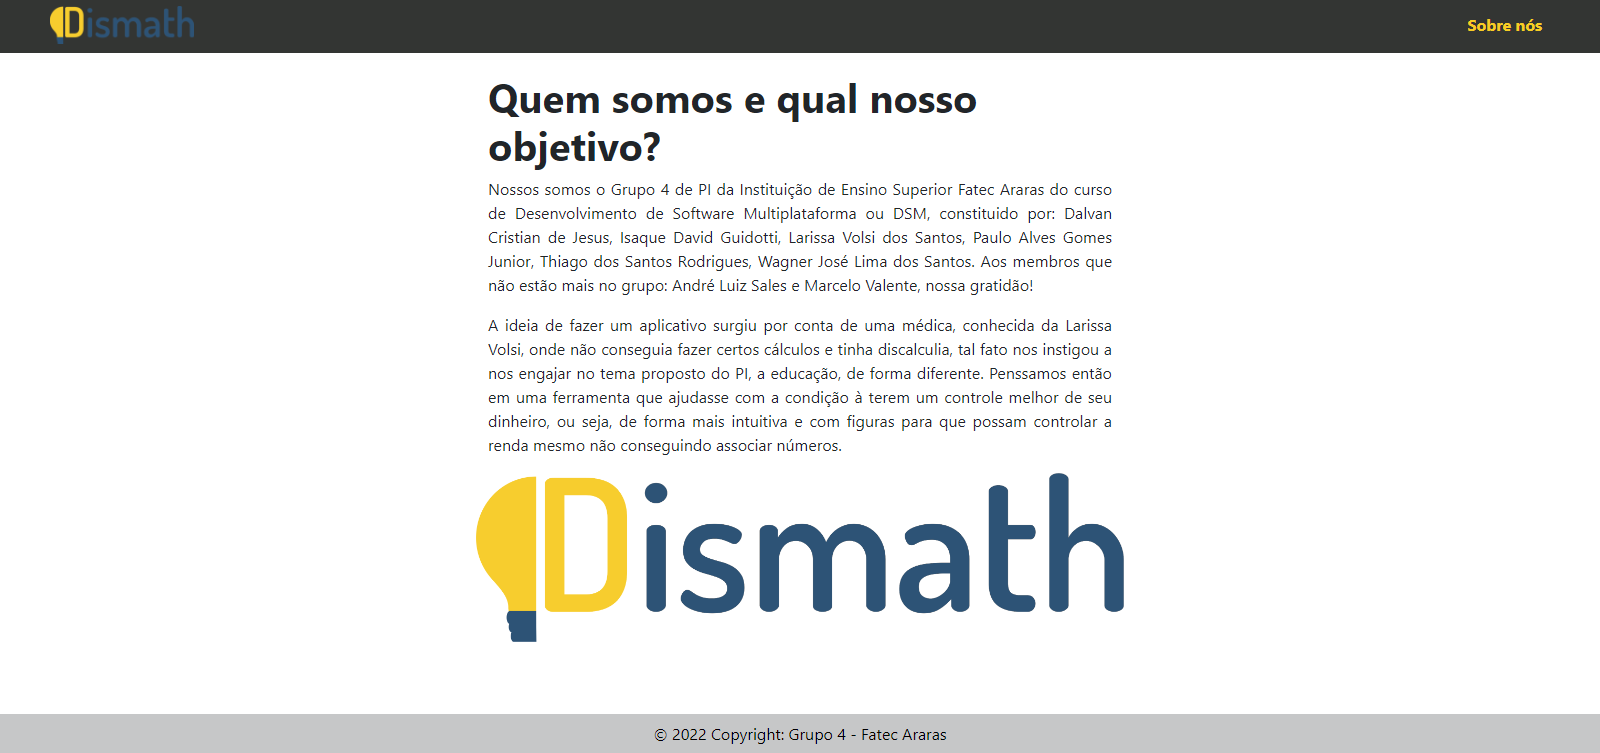 Dismath
Sobre nós
Quem somos e qual nosso
objetivo?
Nossos somos o Grupo 4 de PI da Instituição de Ensino Superior Fatec Araras do curso
de Desenvolvimento de Software Multiplataforma ou DSM, constituido por: Dalvan
Cristian de Jesus, Isaque David Guidotti, Larissa Volsi dos Santos, Paulo Alves Gomes
Junior, Thiago dos Santos Rodrigues, Wagner José Lima dos Santos. Aos membros que
não estão mais no grupo: André Luiz Sales e Marcelo Valente, nossa gratidão!
A ideia de fazer um aplicativo surgiu por conta de uma médica, conhecida da Larissa
Volsi, onde não conseguia fazer certos cálculos e tinha discalculia, tal fato nos instigou a
nos engajar no tema proposto do PI, a educação, de forma diferente. Penssamos então
em uma ferramenta que ajudasse com a condição à terem um controle melhor de seu
dinheiro, ou seja, de forma mais intuitiva e com figuras para que possam controlar a
renda mesmo não conseguindo associar números.
Dismath
© 2022 Copyright: Grupo 4 - Fatec Araras